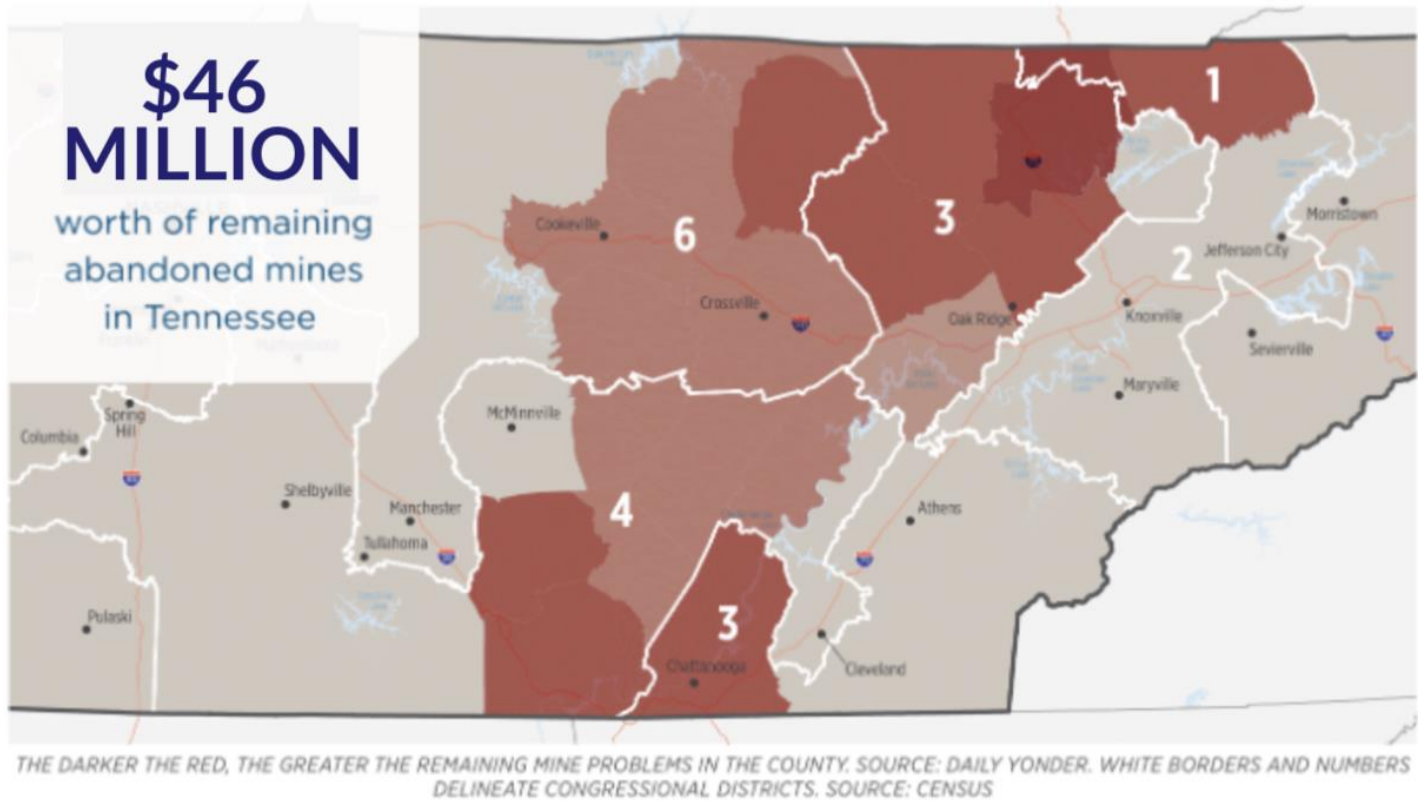 $46
MILLION
worth of remaining
abandoned mines
in Tennessee
1
3
6
2
4
3
Cookeville
Crossville
Oak Ridge
Morristown
Jefferson City
Knoxville
Sevierville
Maryville
McMinnville
Spring
Hill
Columbia
Shelbyville
Manchester
Tullahoma
Athens
Pulaski
Chattanooga
Cleveland
THE DARKER THE RED, THE GREATER THE REMAINING MINE PROBLEMS IN THE COUNTY. SOURCE: DAILY YONDER. WHITE BORDERS AND NUMBERS
DELINEATE CONGRESSIONAL DISTRICTS. SOURCE: CENSUS